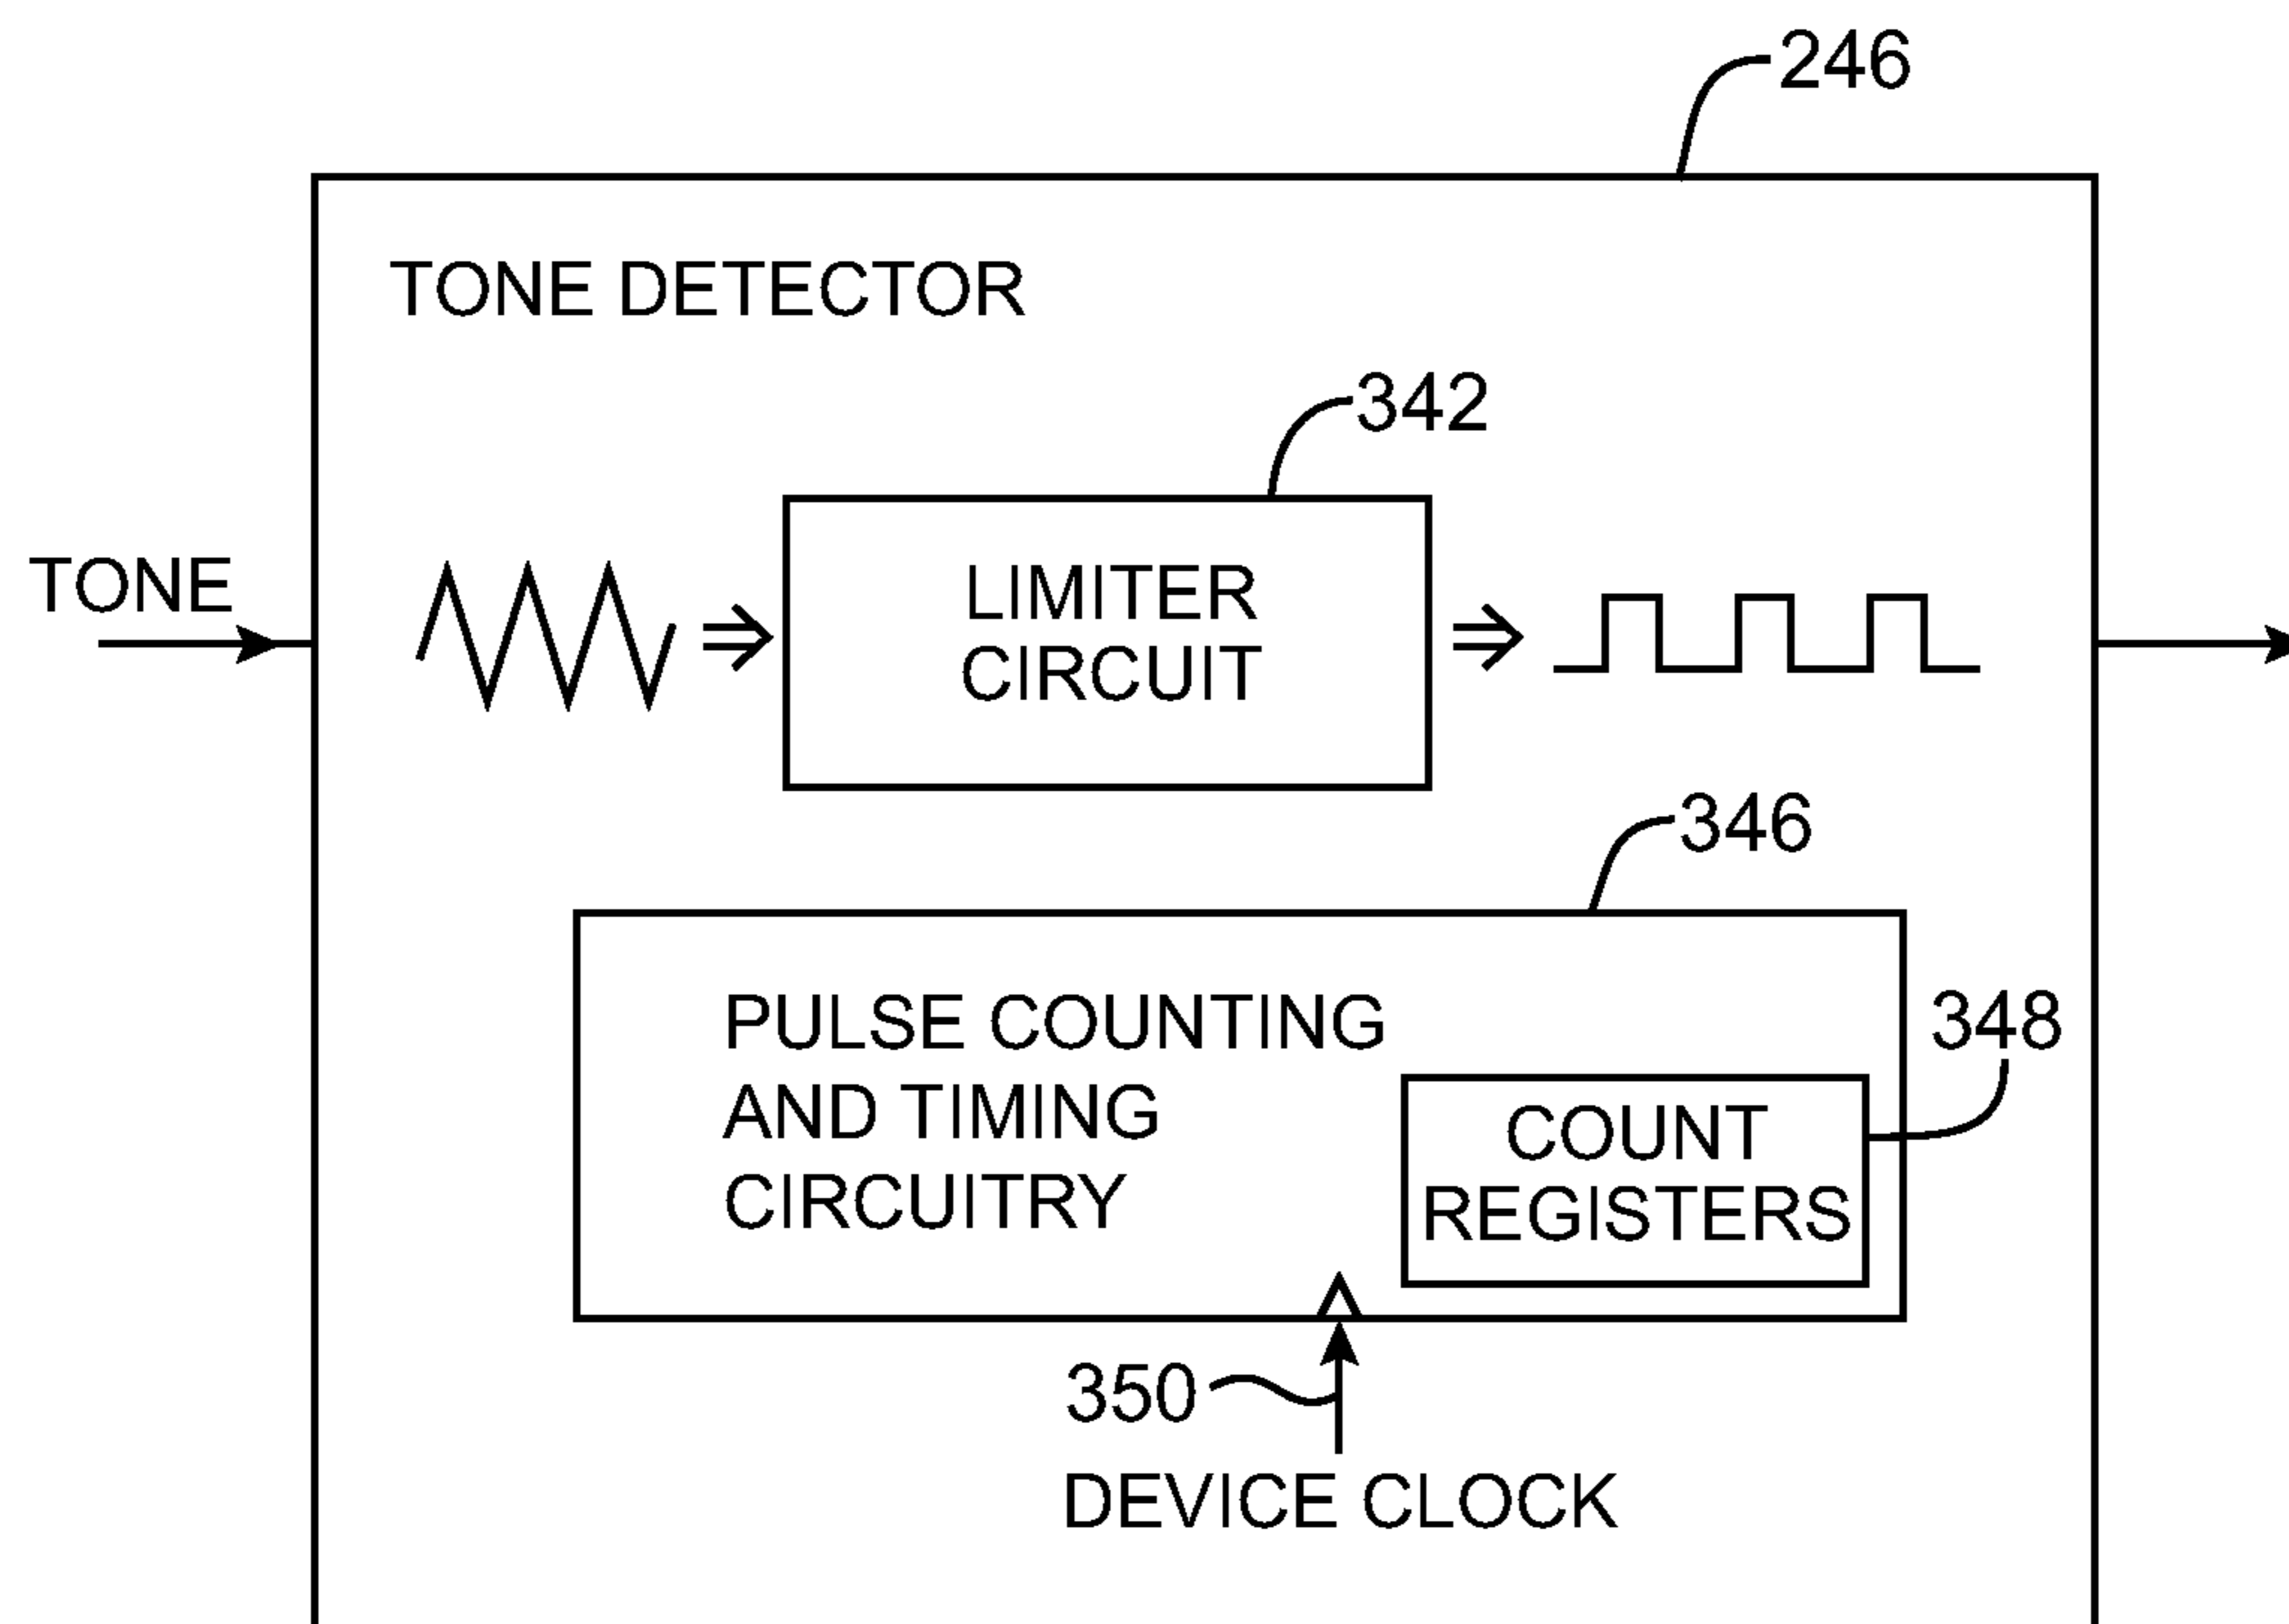 246
TONE DETECTOR
342
TONE
LIMITER
CIRCUIT
346
PULSE COUNTING
AND TIMING
CIRCUITRY
348
COUNT
REGISTERS
350
DEVICE CLOCK